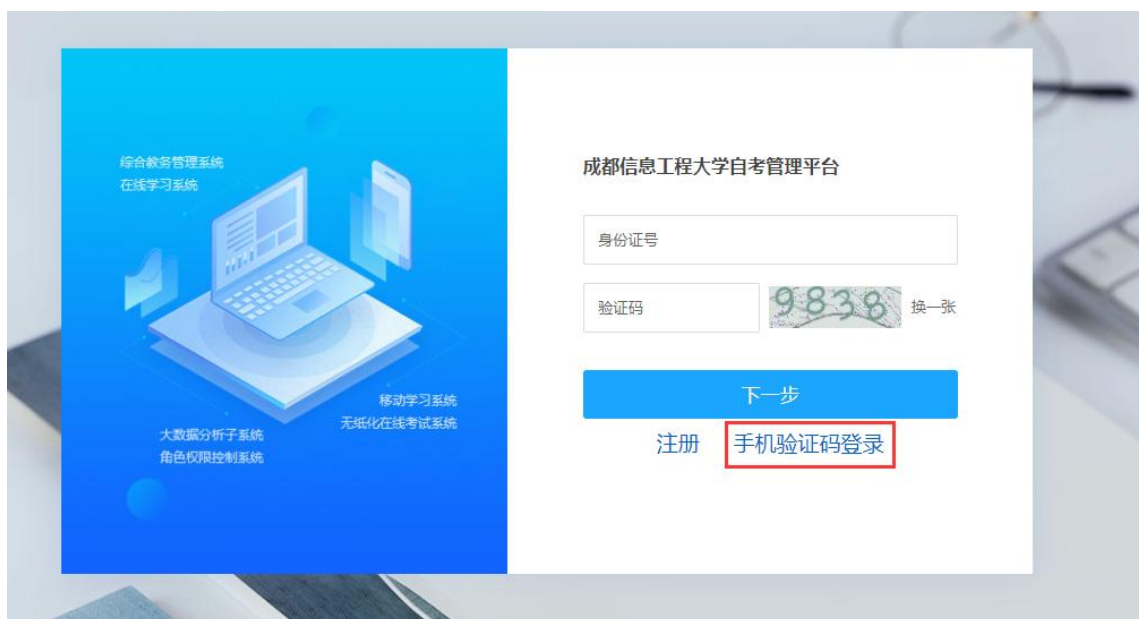 综合教务管理系统
在线学习系统
移动学习系统
无纸化在线考试系统
大数据分析子系统
角色权限控制系统
成都信息工程大学自考管理平台
身份证号
验证码
9838
换一张
下一步
注册 手机验证码登录